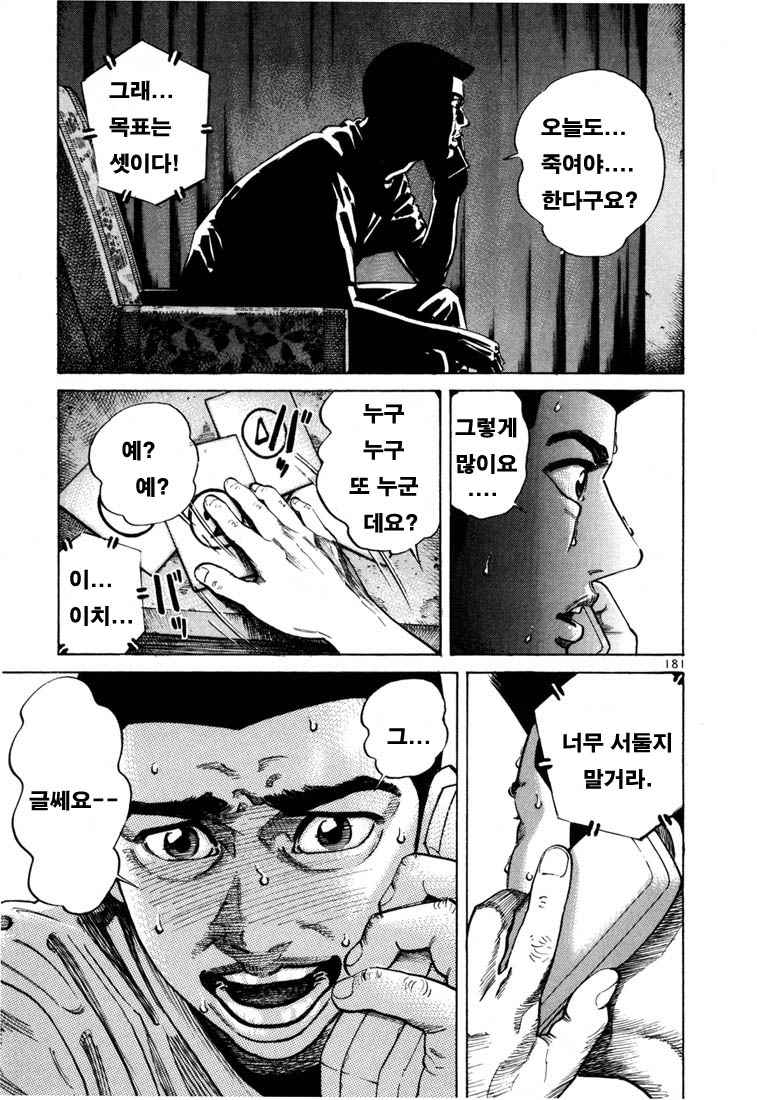 오늘도...
죽여야....
한다구요?
그래...
목표는
셋이다!
그렇게
많이요
....
누구
누구
또 누군
데요?
예?
예?
이...
이치...
181
너무 서둘지
말거라.
그...
글쎄요--